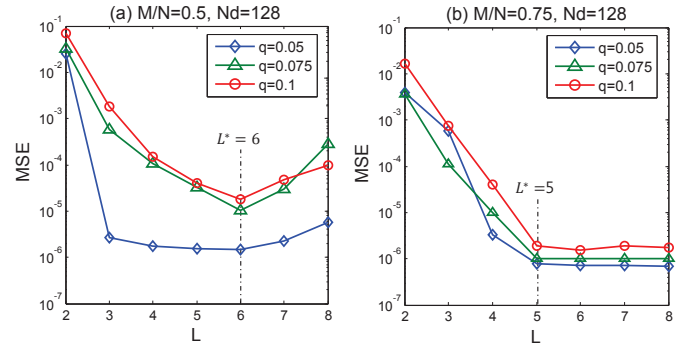 (a) M/N=0.5, Nd=128
10^-1
10^-2
10^-3
10^-4
10^-5
10^-6
10^-7
MSE
q=0.05
q=0.075
q=0.1
L* = 6
2 3 4 5 6 7 8
L
(b) M/N=0.75, Nd=128
10^-1
10^-2
10^-3
10^-4
10^-5
10^-6
10^-7
MSE
q=0.05
q=0.075
q=0.1
L* =5
2 3 4 5 6 7 8
L